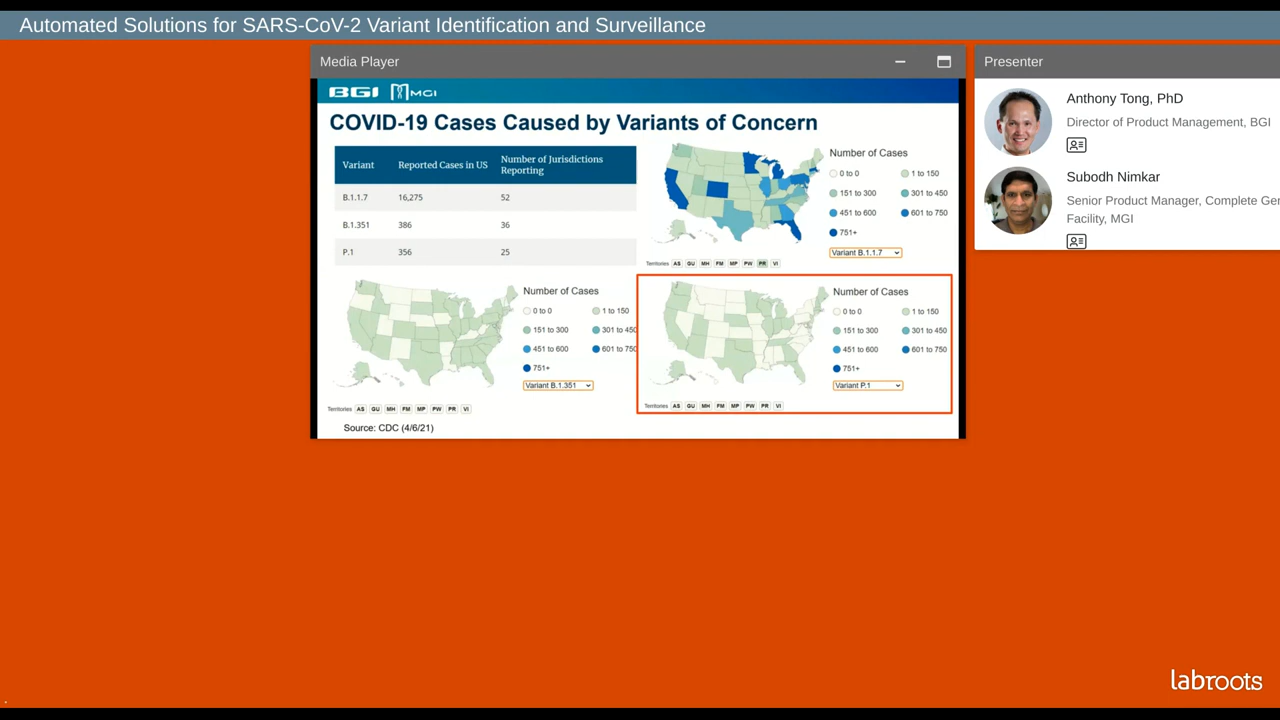 Automated Solutions for SARS-CoV-2 Variant Identification and Surveillance
Media Player
BGI MGI
COVID-19 Cases Caused by Variants of Concern
Variant Reported Cases in US Number of Jurisdictions
Reporting
B.1.1.7 16,275 52
B.1.351 386 36
P.1 356 25
Number of Cases
0 to 0 1 to 150
151 to 300 301 to 450
451 to 600 601 to 750
751+
Variant B.1.1.7
Territories AS GU MH FM MP PW PR VI
Number of Cases
0 to 0 1 to 150
151 to 300 301 to 450
451 to 600 601 to 750
751+
Variant B.1.351
Territories AS GU MH FM MP PW PR VI
Number of Cases
0 to 0 1 to 150
151 to 300 301 to 450
451 to 600 601 to 750
751+
Variant P.1
Territories AS GU MH FM MP PW PR VI
Source: CDC (4/6/21)
Presenter
Anthony Tong, PhD
Director of Product Management, BGI
Subodh Nimkar
Senior Product Manager, Complete Ger
Facility, MGI
labroots